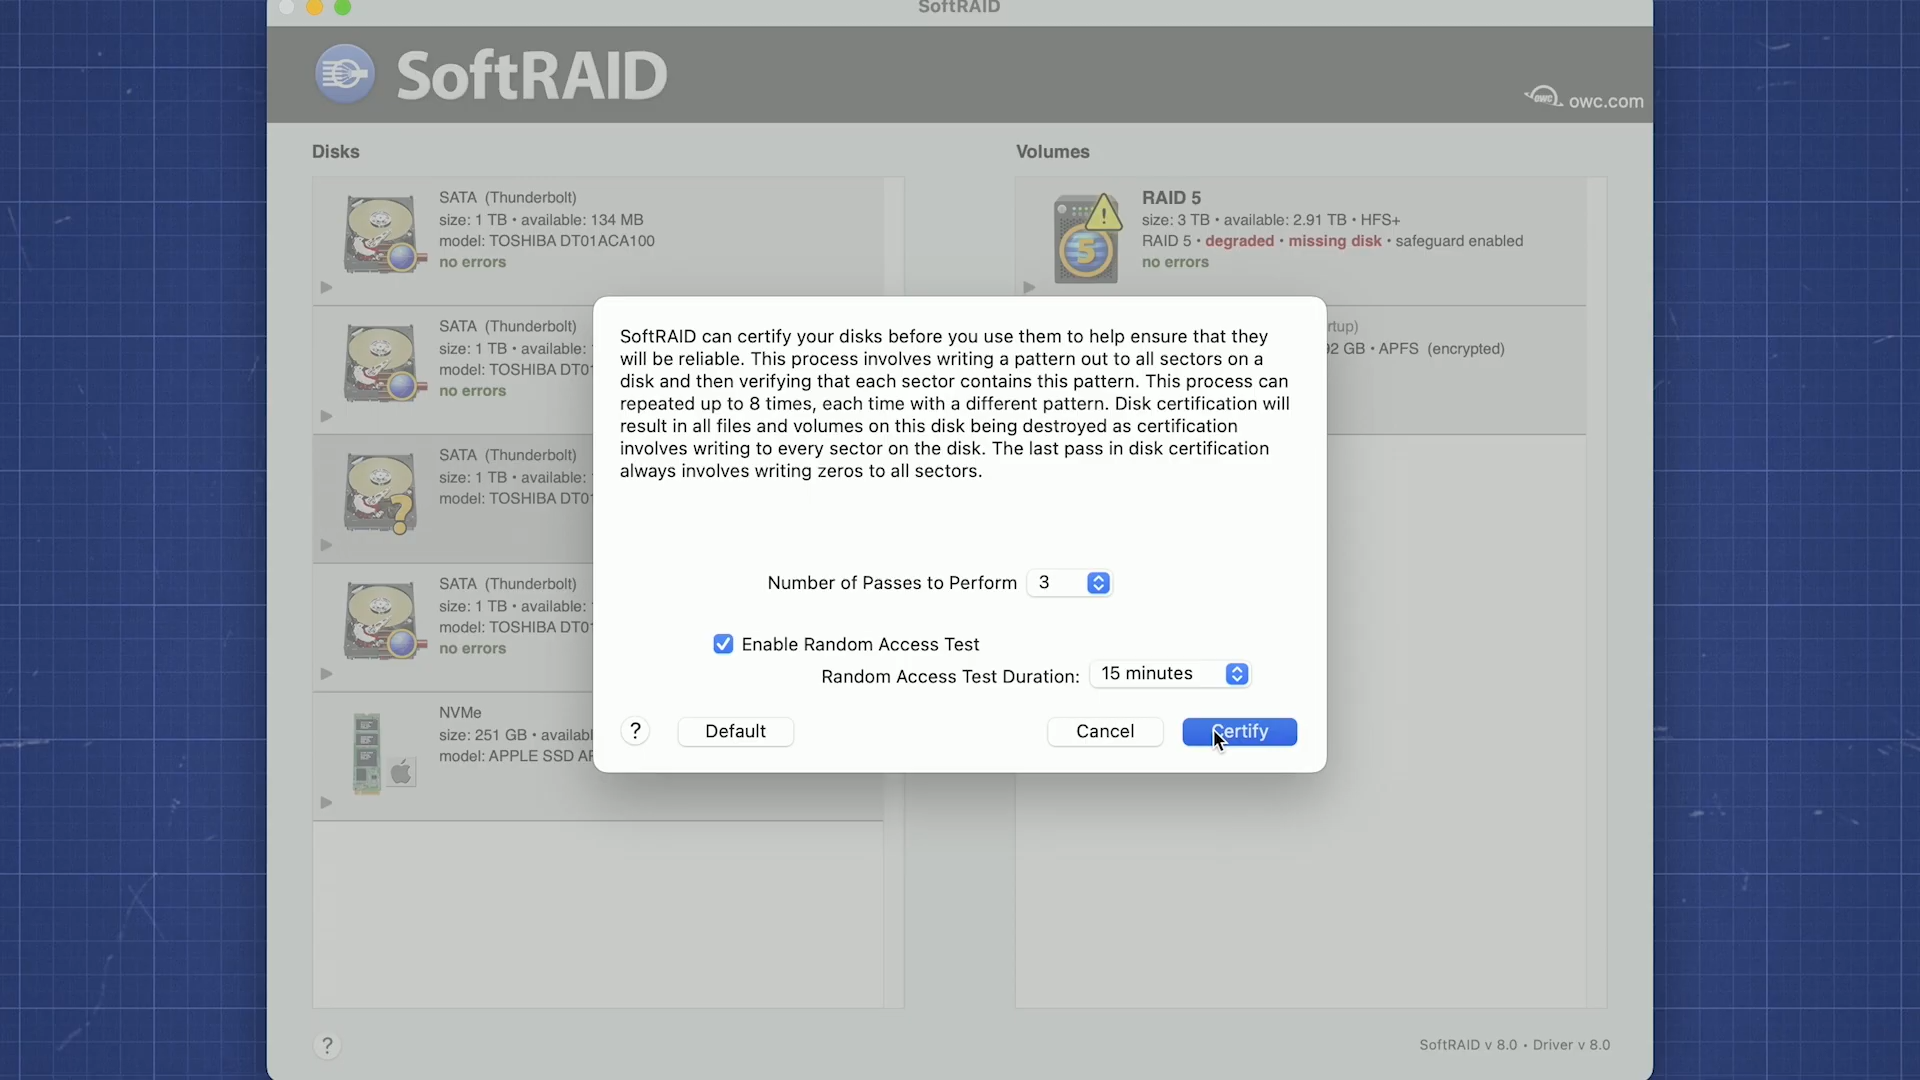 SoftRAID
SoftRAID
OWC owc.com
Disks
Volumes
SATA (Thunderbolt)
size: 1 TB • available: 134 MB
model: TOSHIBA DT01ACA100
no errors
RAID 5
size: 3 TB • available: 2.91 TB • HFS+
RAID 5 • degraded • missing disk • safeguard enabled
no errors
5
SATA (Thunderbolt)
size: 1 TB • available:
model: TOSHIBA DT01
no errors
rtup)
92 GB • APFS (encrypted)
SATA (Thunderbolt)
size: 1 TB • available:
model: TOSHIBA DT01
?
SATA (Thunderbolt)
size: 1 TB • available:
model: TOSHIBA DT01
no errors
NVMe
size: 251 GB • availabl
model: APPLE SSD AP
SoftRAID can certify your disks before you use them to help ensure that they
will be reliable. This process involves writing a pattern out to all sectors on a
disk and then verifying that each sector contains this pattern. This process can
repeated up to 8 times, each time with a different pattern. Disk certification will
result in all files and volumes on this disk being destroyed as certification
involves writing to every sector on the disk. The last pass in disk certification
always involves writing zeros to all sectors.
Number of Passes to Perform 3
Enable Random Access Test
Random Access Test Duration: 15 minutes
? Default Cancel Certify
?
SoftRAID v 8.0 • Driver v 8.0